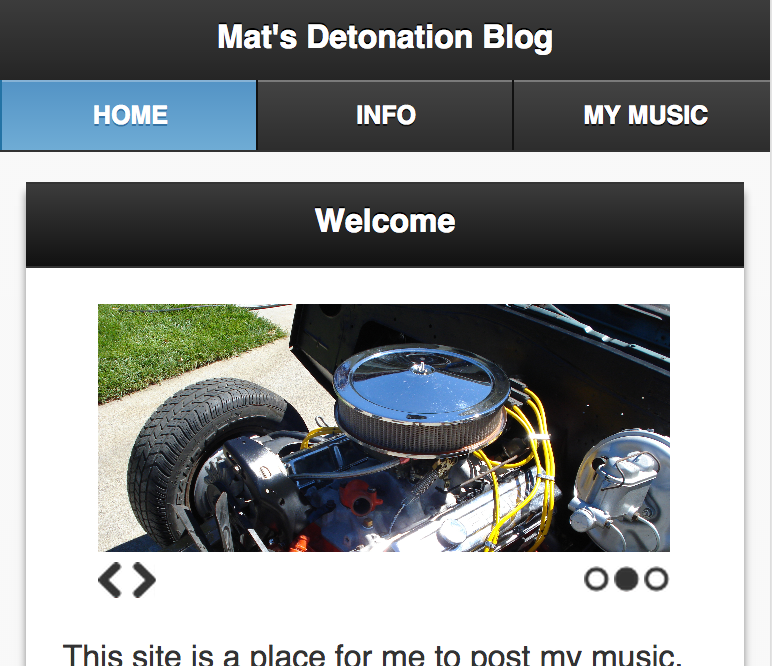 Mat's Detonation Blog
HOME INFO MY MUSIC
Welcome
This site is a place for me to post my music,